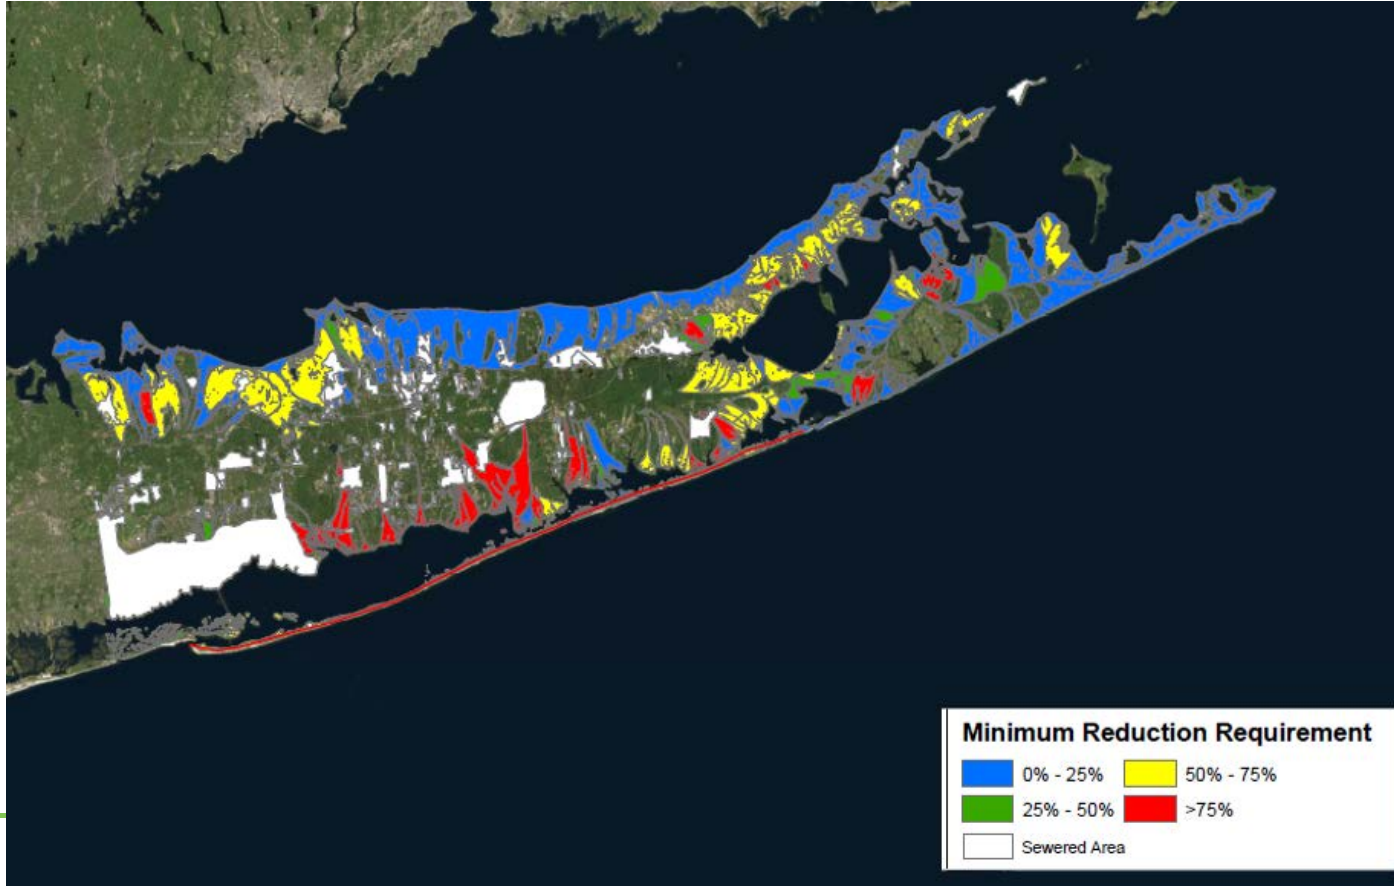 Minimum Reduction Requirement
0% - 25%
50% - 75%
25% - 50%
>75%
Sewered Area